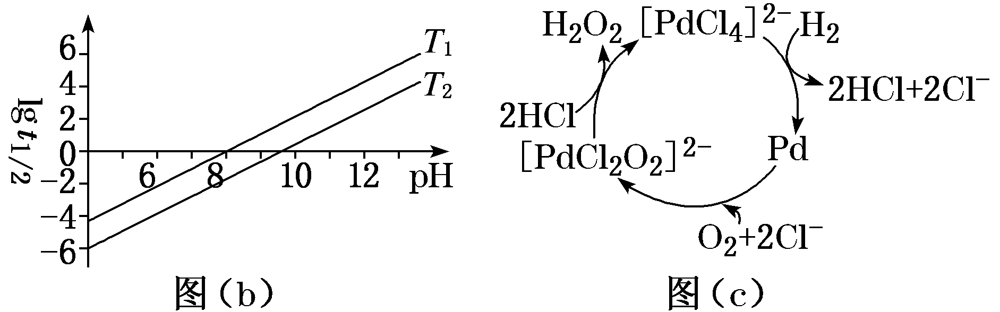 6
4
2
0
−2
−4
−6
lg t₁/₂
T₁
T₂
6 8 10 12 pH
图(b)
H₂O₂ [PdCl₄]²⁻ H₂
2HCl+2Cl⁻
2HCl
[PdCl₂O₂]²⁻ Pd
O₂+2Cl⁻
图(c)